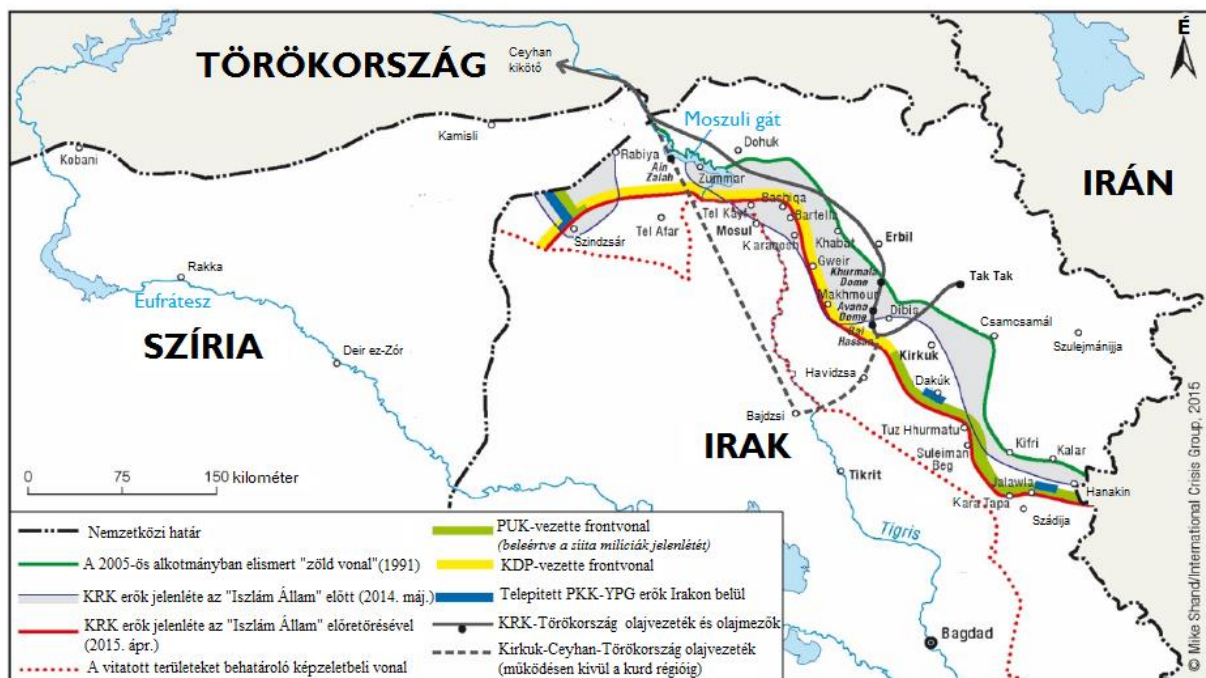 É
Ceyhan
kikötő
TÖRÖKORSZÁG
Moszuli gát
Kamisli
Dohuk
Kobani
Rabiya
Ain
Zalah
Zummar
IRÁN
Bashiqa
Tel Kayf
Bartella
Tel Afar
Mosul
Szindzsár
Karaqosh
Khabat
Erbil
Gweir
Khurmala
Dome
Rakka
Tak Tak
Eufrátesz
Makhmour
Avana
Dome
Dibis
Bai
Hassan
Csamcsamál
SZÍRIA
Szulejmánijja
Kirkuk
Deir ez-Zór
Havidzsa
Dakúk
Bajdzsi
IRAK
Tuz Hhurmatu
Suleiman
Beg
Kifri
Kalar
0 75 150 kilométer
Tikrit
Jalawla
Hanakin
Kara Tapa
Szádija
Tigris
Bagdad
Nemzetközi határ
A 2005-ös alkotmányban elismert "zöld vonal"(1991)
KRK erők jelenléte az "Iszlám Állam" előtt (2014. máj.)
KRK erők jelenléte az "Iszlám Állam" előretörésével
(2015. ápr.)
A vitatott területeket behatároló képzeletbeli vonal
PUK-vezette frontvonal
(beleértve a síita milíciák jelenlétét)
KDP-vezette frontvonal
Telepített PKK-YPG erők Irakon belül
KRK-Törökország olajvezeték és olajmezők
Kirkuk-Ceyhan-Törökország olajvezeték
(működésen kívül a kurd régióig)
© Mike Shand/International Crisis Group, 2015